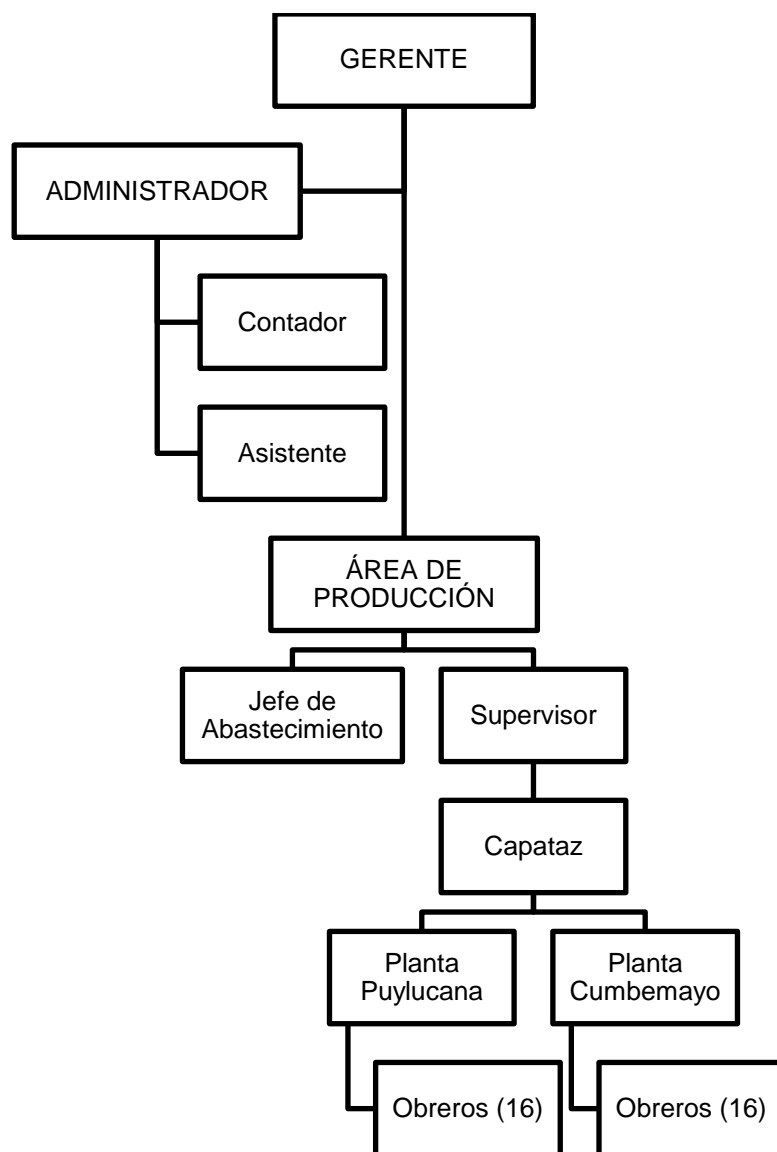 GERENTE
ADMINISTRADOR
Contador
Asistente
ÁREA DE
PRODUCCIÓN
Jefe de
Abastecimiento
Supervisor
Capataz
Planta
Puylucana
Planta
Cumbemayo
Obreros (16)
Obreros (16)